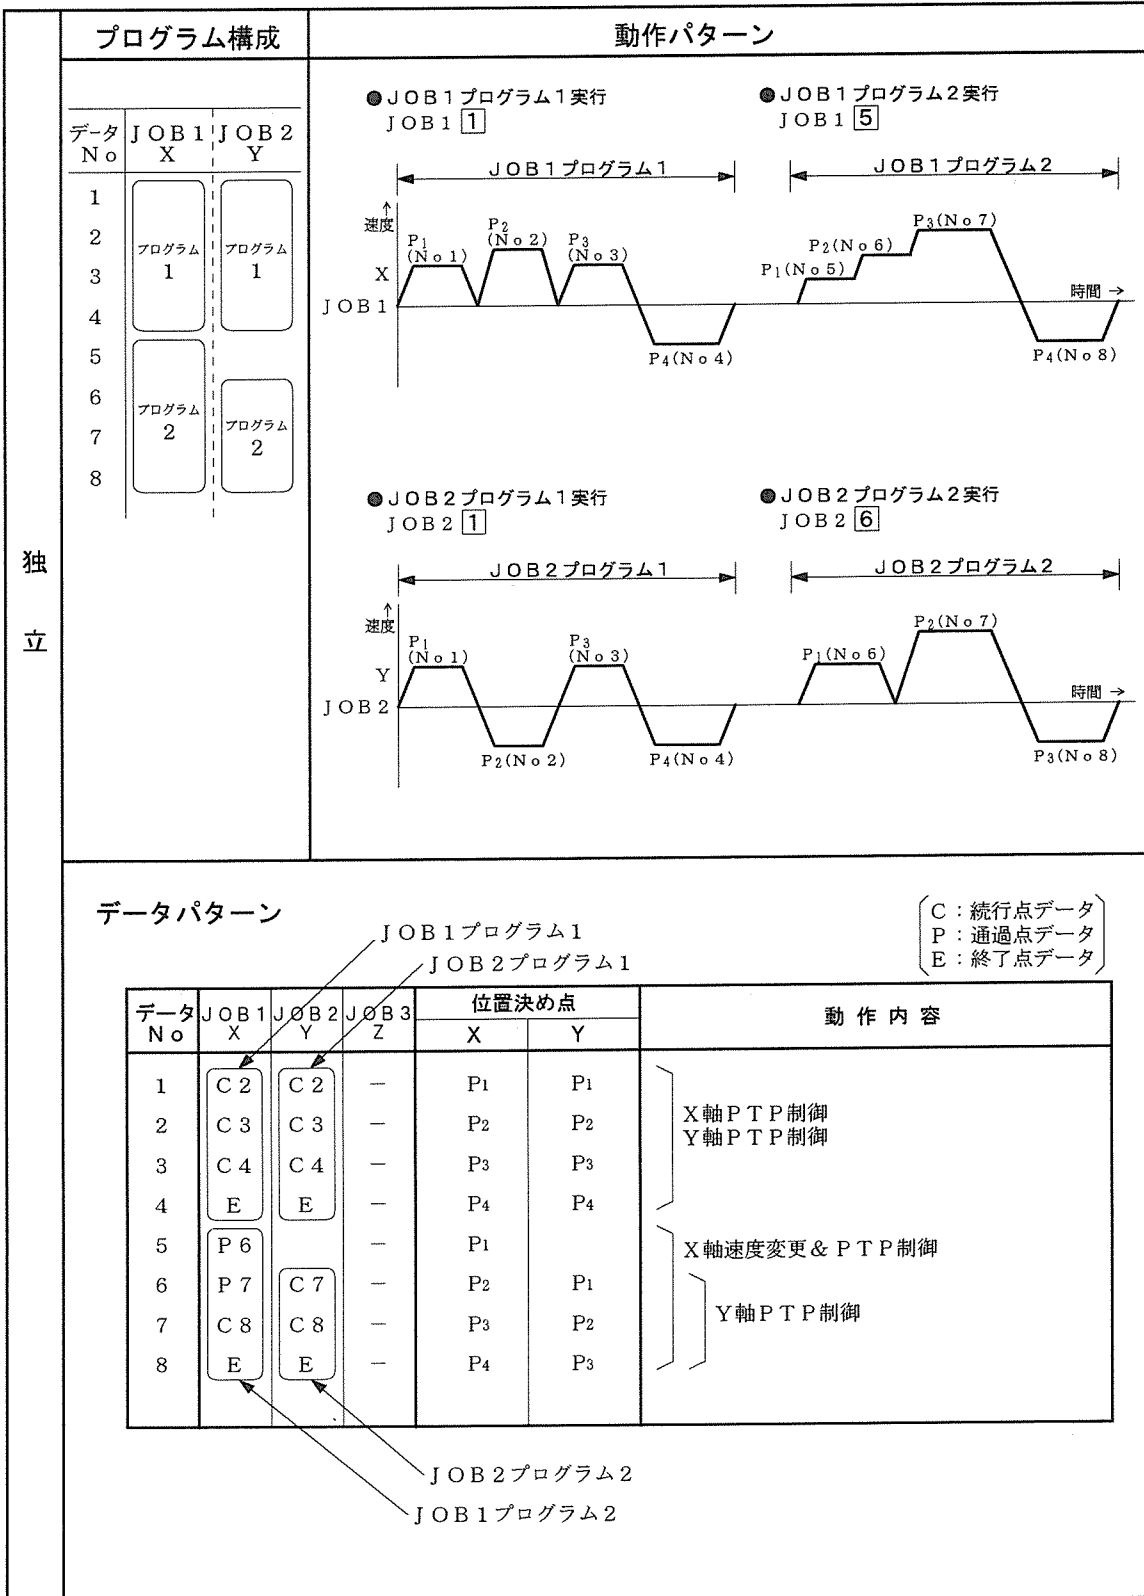 プログラム構成
動作パターン
独立
データ No
JOB1 X
JOB2 Y
1
2
3
4
5
6
7
8
プログラム 1
プログラム 1
プログラム 2
プログラム 2
●JOB1プログラム1実行
JOB1 1
JOB1プログラム1
↑
速度
X
JOB1
P1
(No1)
P2
(No2)
P3
(No3)
P4(No4)
●JOB1プログラム2実行
JOB1 5
JOB1プログラム2
P1(No5)
P2(No6)
P3(No7)
時間 →
P4(No8)
●JOB2プログラム1実行
JOB2 1
JOB2プログラム1
↑
速度
Y
JOB2
P1
(No1)
P2(No2)
P3
(No3)
P4(No4)
●JOB2プログラム2実行
JOB2 6
JOB2プログラム2
P1(No6)
P2(No7)
時間 →
P3(No8)
データパターン
JOB1プログラム1
JOB2プログラム1
C:続行点データ
P:通過点データ
E:終了点データ
データ No JOB1 X JOB2 Y JOB3 Z 位置決め点 X Y 動作内容
1 C2 C2 — P1 P1
2 C3 C3 — P2 P2
3 C4 C4 — P3 P3
4 E E — P4 P4
5 P6 — P1
6 P7 C7 — P2 P1
7 C8 C8 — P3 P2
8 E E — P4 P3
X軸PTP制御
Y軸PTP制御
X軸速度変更&PTP制御
Y軸PTP制御
JOB2プログラム2
JOB1プログラム2